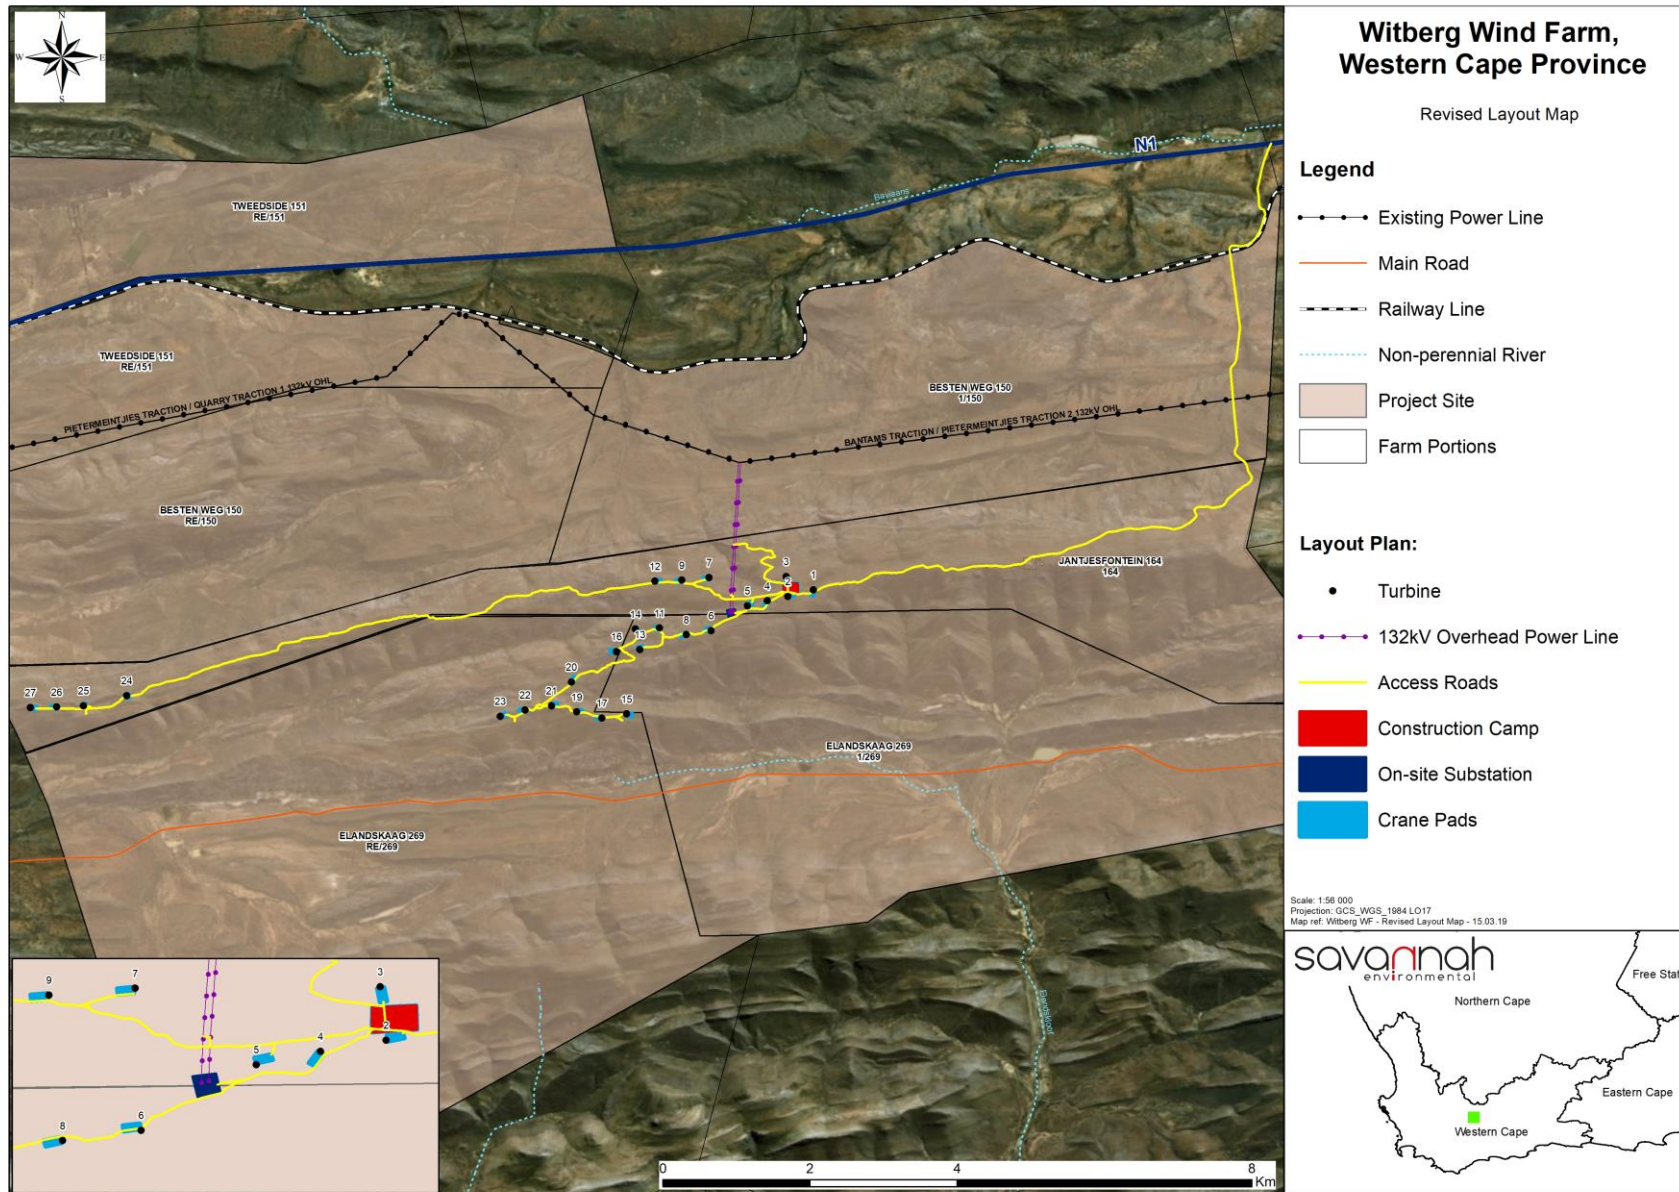 Witberg Wind Farm,
Western Cape Province
Revised Layout Map
Legend
Existing Power Line
Main Road
Railway Line
Non-perennial River
Project Site
Farm Portions
Layout Plan:
Turbine
132kV Overhead Power Line
Access Roads
Construction Camp
On-site Substation
Crane Pads
Scale: 1:56 000
Projection: GCS_WGS_1984 LO17
Map ref: Witberg WF - Revised Layout Map - 15.03.19
savannah
environmental
Northern Cape
Free Stat
Eastern Cape
Western Cape
N
W
E
S
N1
Baviaans
TWEEDSIDE 151
RE/151
TWEEDSIDE 151
RE/151
PIETERMEINTJIES TRACTION / QUARRY TRACTION 1 132kV OHL
BESTEN WEG 150
1/150
BANTAMS TRACTION / PIETERMEINTJIES TRACTION 2 132kV OHL
BESTEN WEG 150
RE/150
JANTJESFONTEIN 164
164
12
9
7
3
2
1
5
4
14
11
8
6
16
13
20
27
26
25
24
23
22
21
19
17
15
ELANDSKAAG 269
1/269
ELANDSKAAG 269
RE/269
Elandskloof
9
7
3
2
5
4
8
6
0
2
4
8
Km